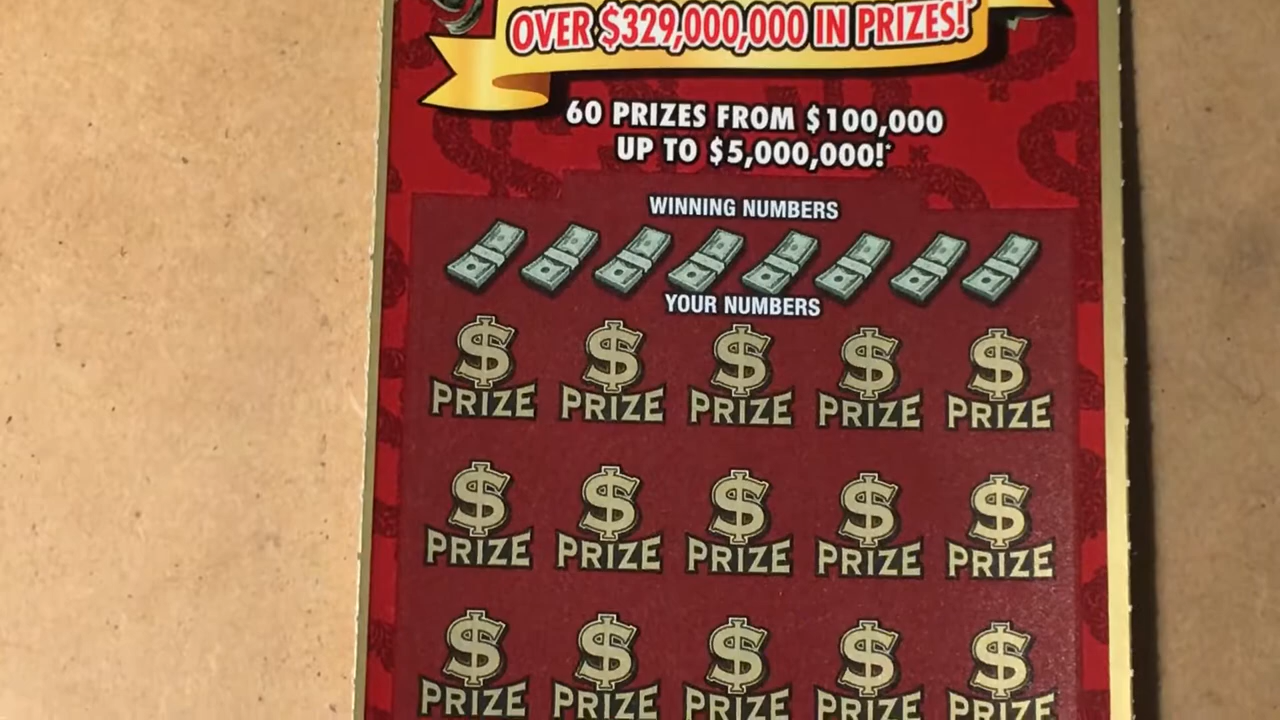 OVER $329,000,000 IN PRIZES!*
60 PRIZES FROM $100,000
UP TO $5,000,000!*
WINNING NUMBERS
YOUR NUMBERS
$ $ $ $ $
PRIZE PRIZE PRIZE PRIZE PRIZE
$ $ $ $ $
PRIZE PRIZE PRIZE PRIZE PRIZE
$ $ $ $ $
PRIZE PRIZE PRIZE PRIZE PRIZE